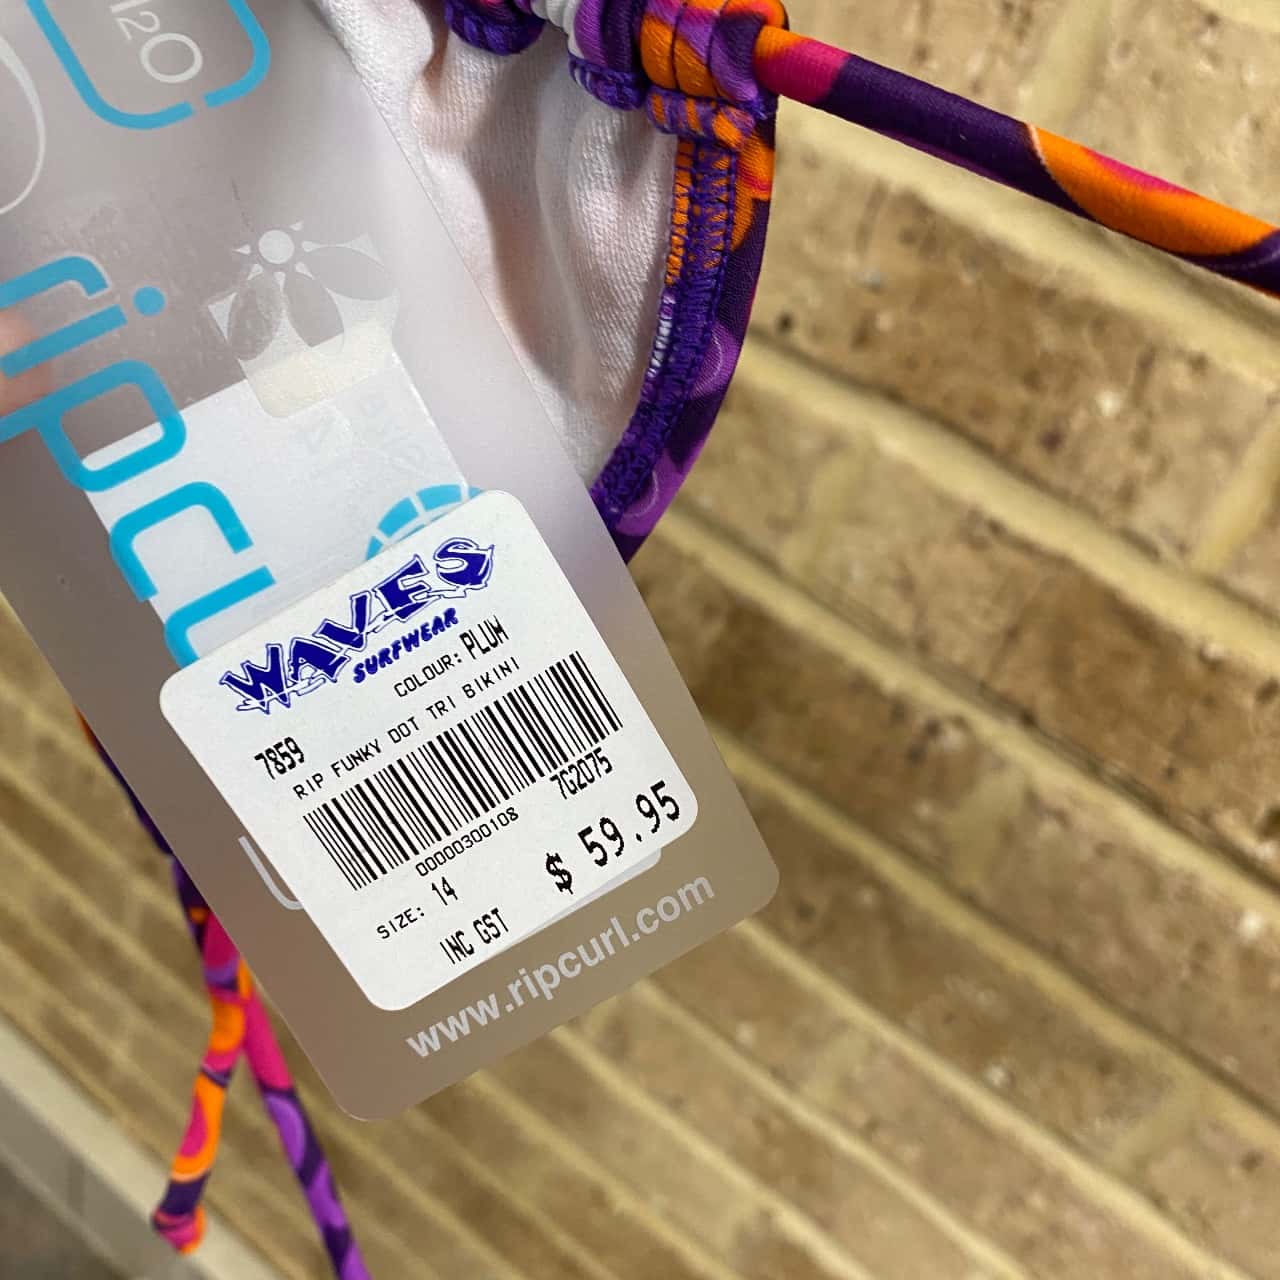 H2O
ripcu
WAVES
SURFWEAR
COLOUR: PLUM
7859
RIP FUNKY DOT TRI BIKINI
00000300108
7G2075
SIZE: 14
$ 59.95
INC GST
www.ripcurl.com